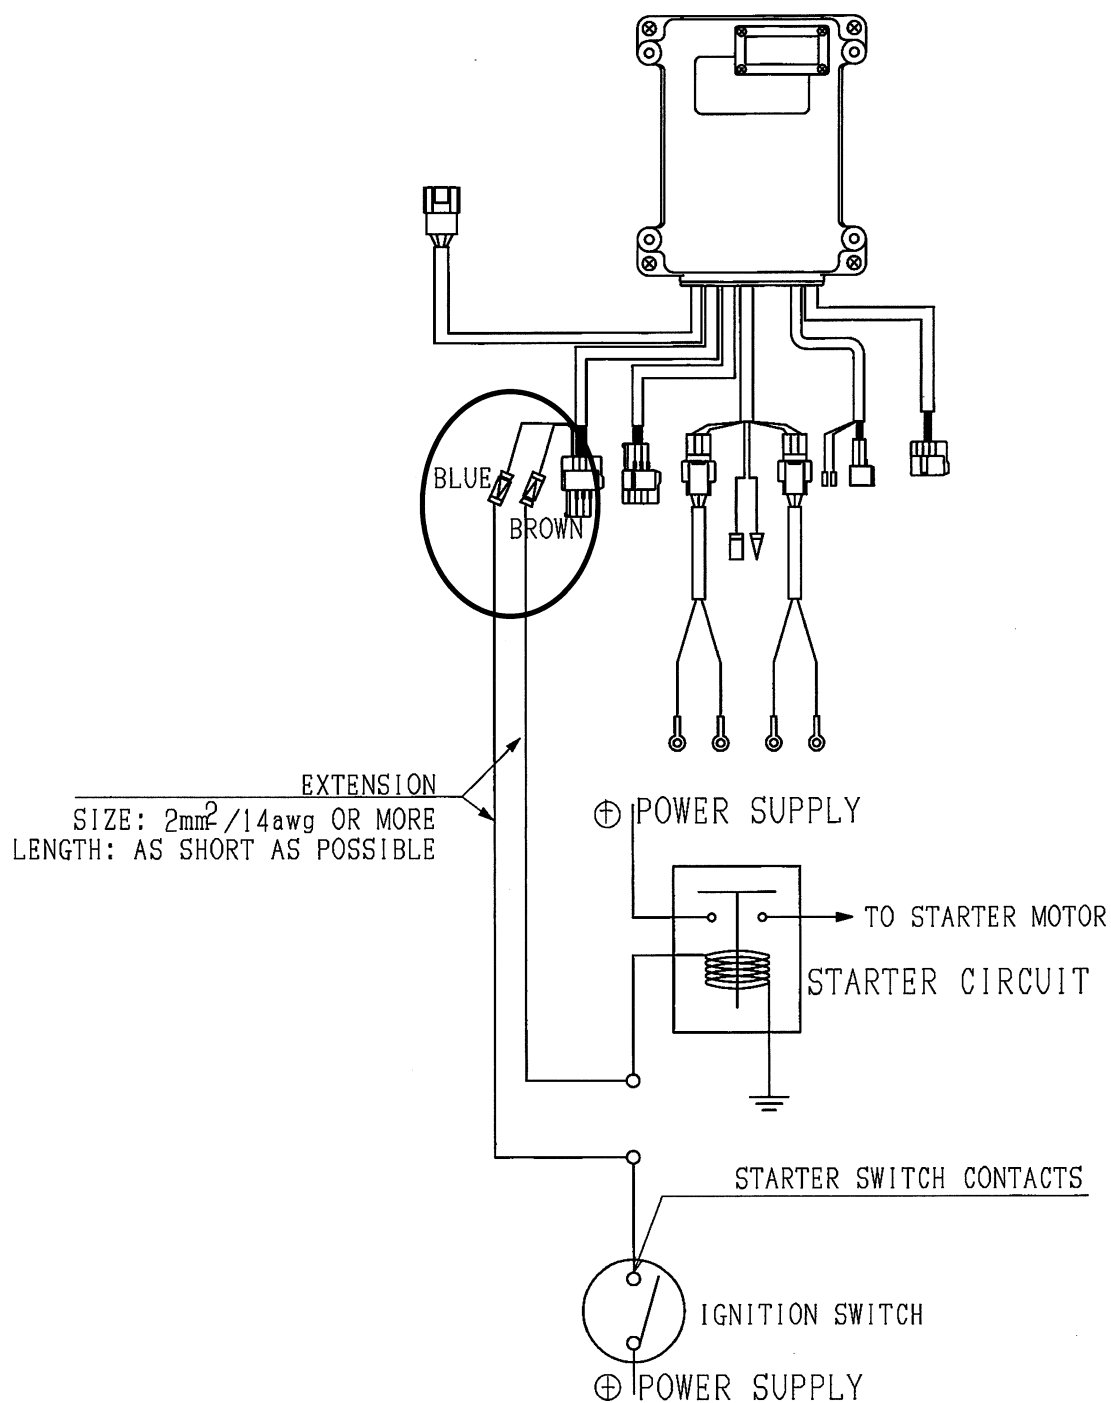 BLUE
BROWN
EXTENSION
SIZE: 2mm²/14awg OR MORE
LENGTH: AS SHORT AS POSSIBLE
⊕ POWER SUPPLY
TO STARTER MOTOR
STARTER CIRCUIT
STARTER SWITCH CONTACTS
IGNITION SWITCH
⊕ POWER SUPPLY